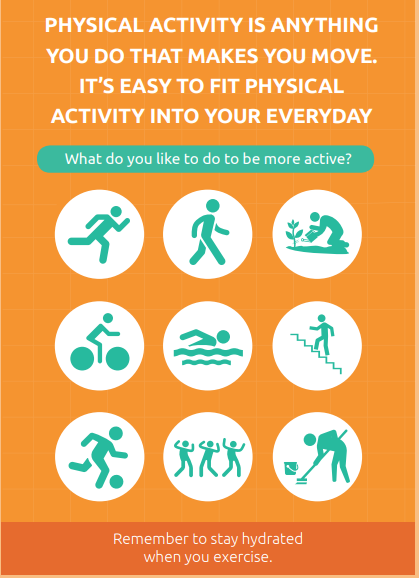 PHYSICAL ACTIVITY IS ANYTHING
YOU DO THAT MAKES YOU MOVE.
IT'S EASY TO FIT PHYSICAL
ACTIVITY INTO YOUR EVERYDAY
What do you like to do to be more active?
Remember to stay hydrated
when you exercise.